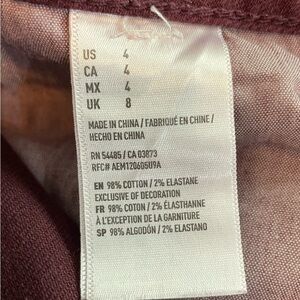 US 4
CA 4
MX 4
UK 8
MADE IN CHINA / FABRIQUÉ EN CHINE /
HECHO EN CHINA
RN 54485 / CA 03873
RFC# AEM120605U9A
EN 98% COTTON / 2% ELASTANE
EXCLUSIVE OF DECORATION
FR 98% COTON / 2% ÉLASTHANNE
À L'EXCEPTION DE LA GARNITURE
SP 98% ALGODÓN / 2% ELASTANO